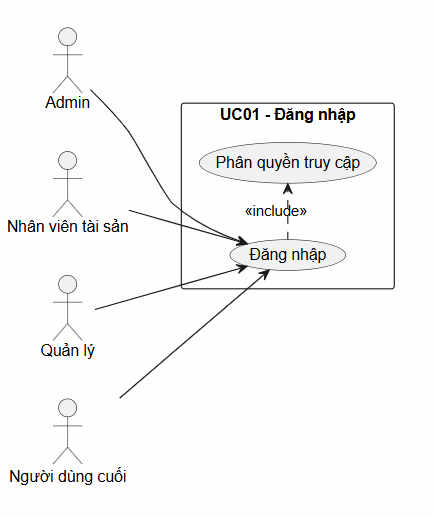 Admin
UC01 - Đăng nhập
Phân quyền truy cập
Nhân viên tài sản
«include»
Đăng nhập
Quản lý
Người dùng cuối